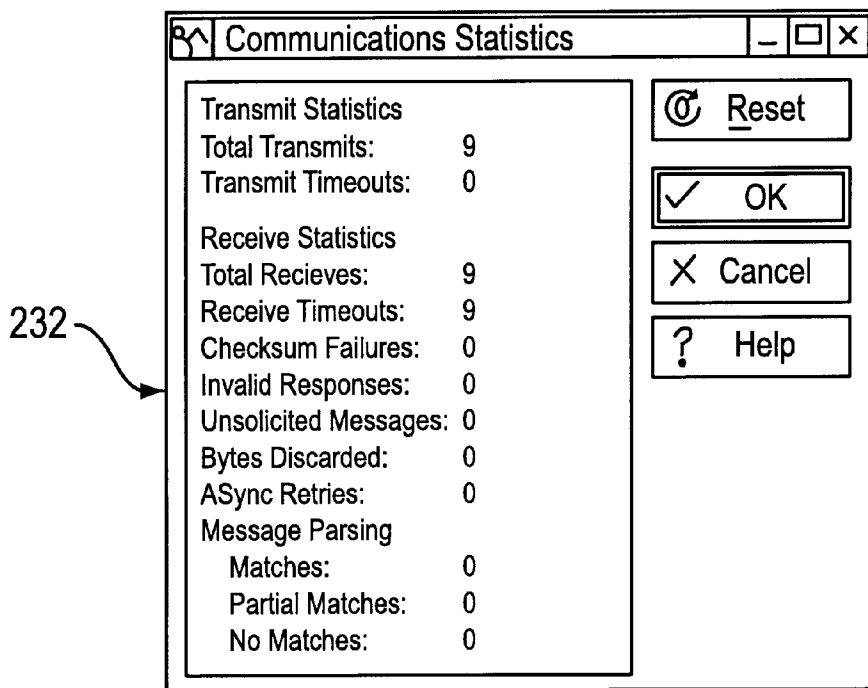 Communications Statistics
Transmit Statistics
Total Transmits: 9
Transmit Timeouts: 0
Receive Statistics
Total Recieves: 9
Receive Timeouts: 9
Checksum Failures: 0
Invalid Responses: 0
Unsolicited Messages: 0
Bytes Discarded: 0
ASync Retries: 0
Message Parsing
Matches: 0
Partial Matches: 0
No Matches: 0
Reset
OK
Cancel
? Help
232